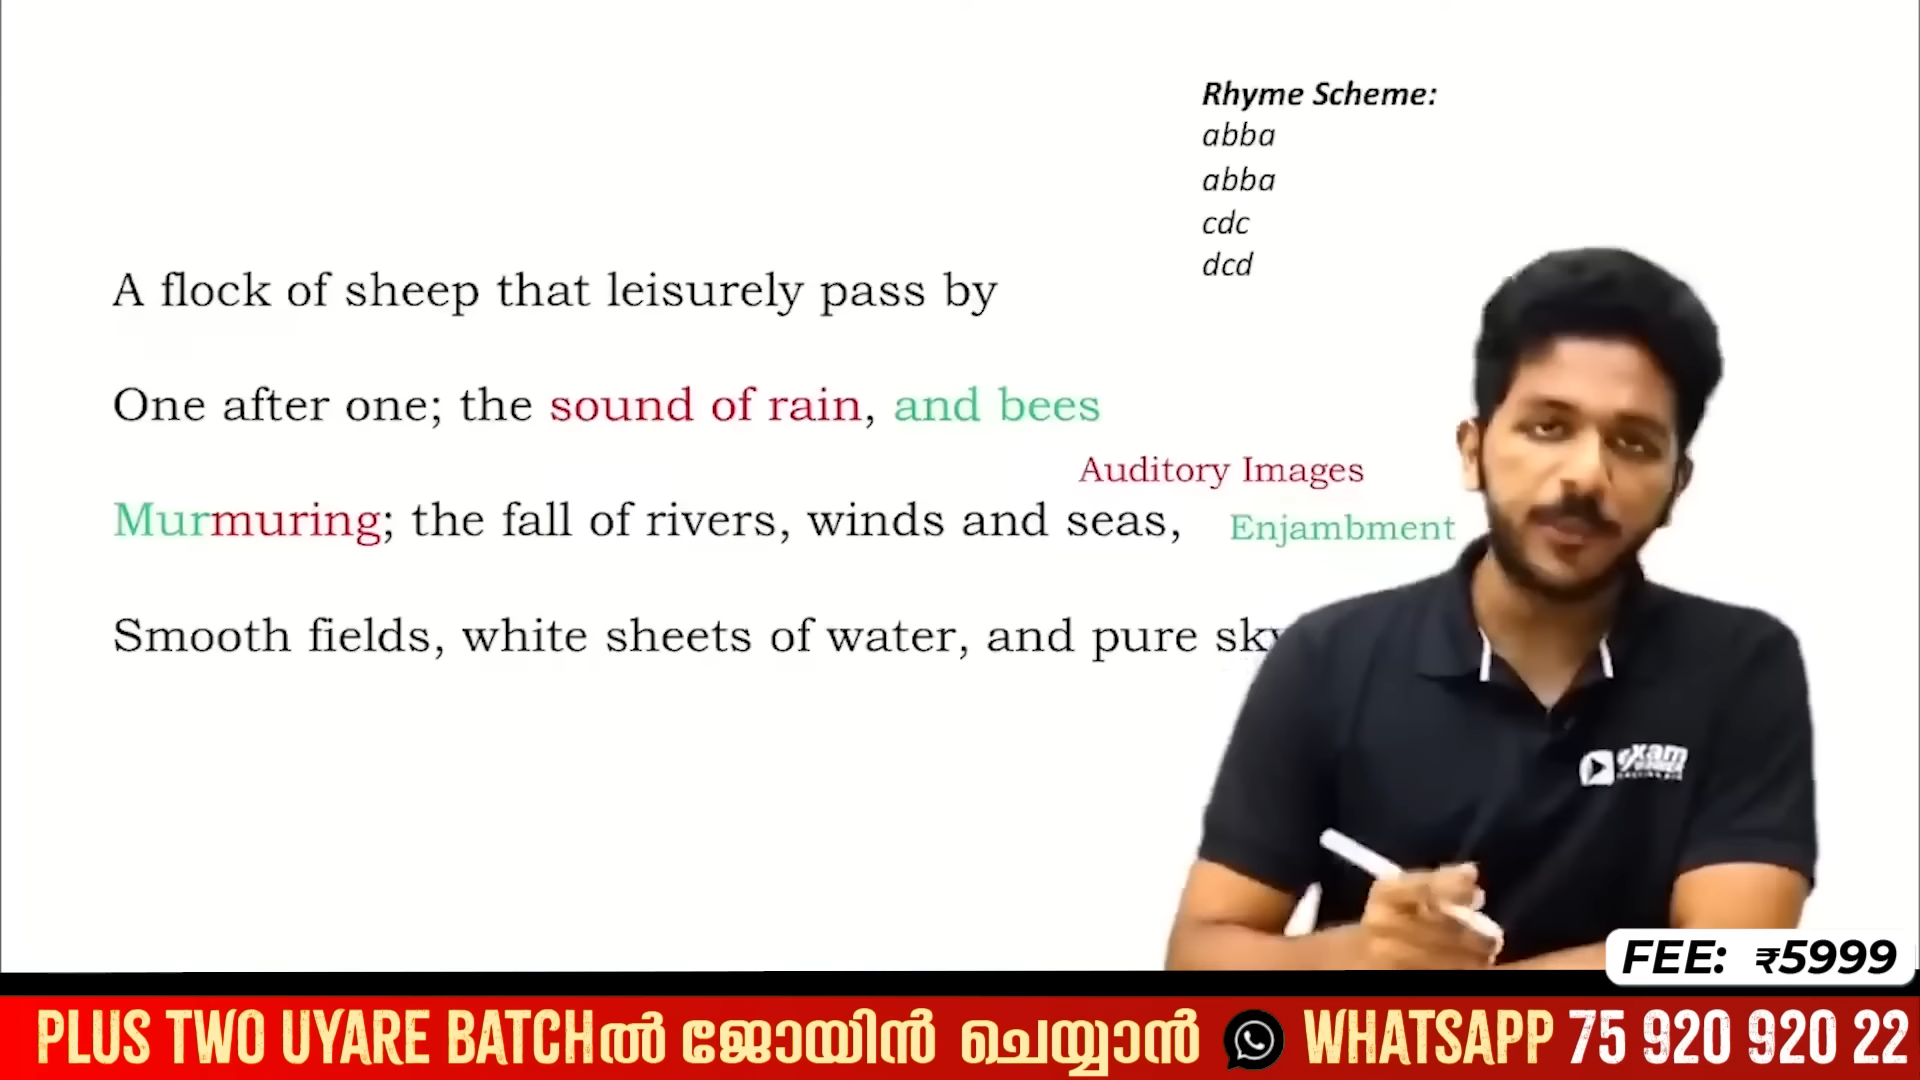 Rhyme Scheme:
abba
abba
cdc
dcd
A flock of sheep that leisurely pass by
One after one; the sound of rain, and bees
Auditory Images
Murmuring; the fall of rivers, winds and seas,
Enjambment
Smooth fields, white sheets of water, and pure sky
exam
FEE: ₹5999
PLUS TWO UYARE BATCHൽ ജോയിൻ ചെയ്യാൻ WHATSAPP 75 920 920 22